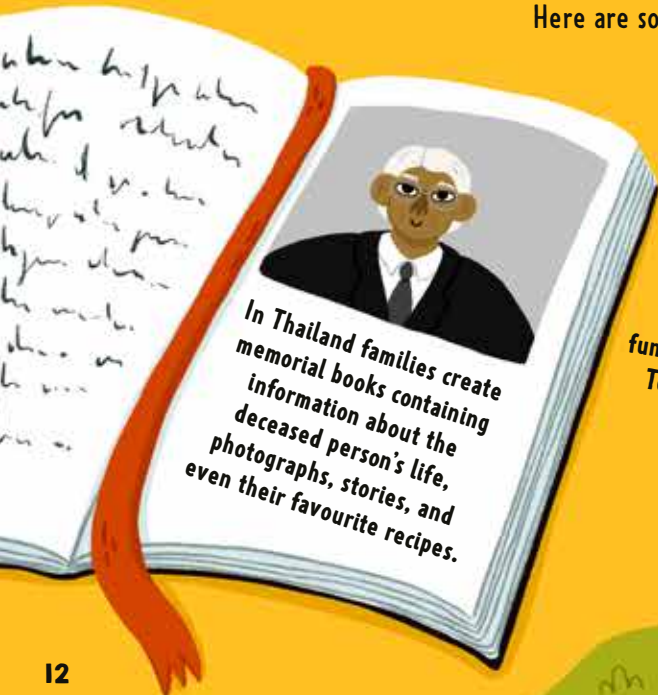 Here are so
In Thailand families create
memorial books containing
information about the
deceased person's life,
photographs, stories, and
even their favourite recipes.
fun
12